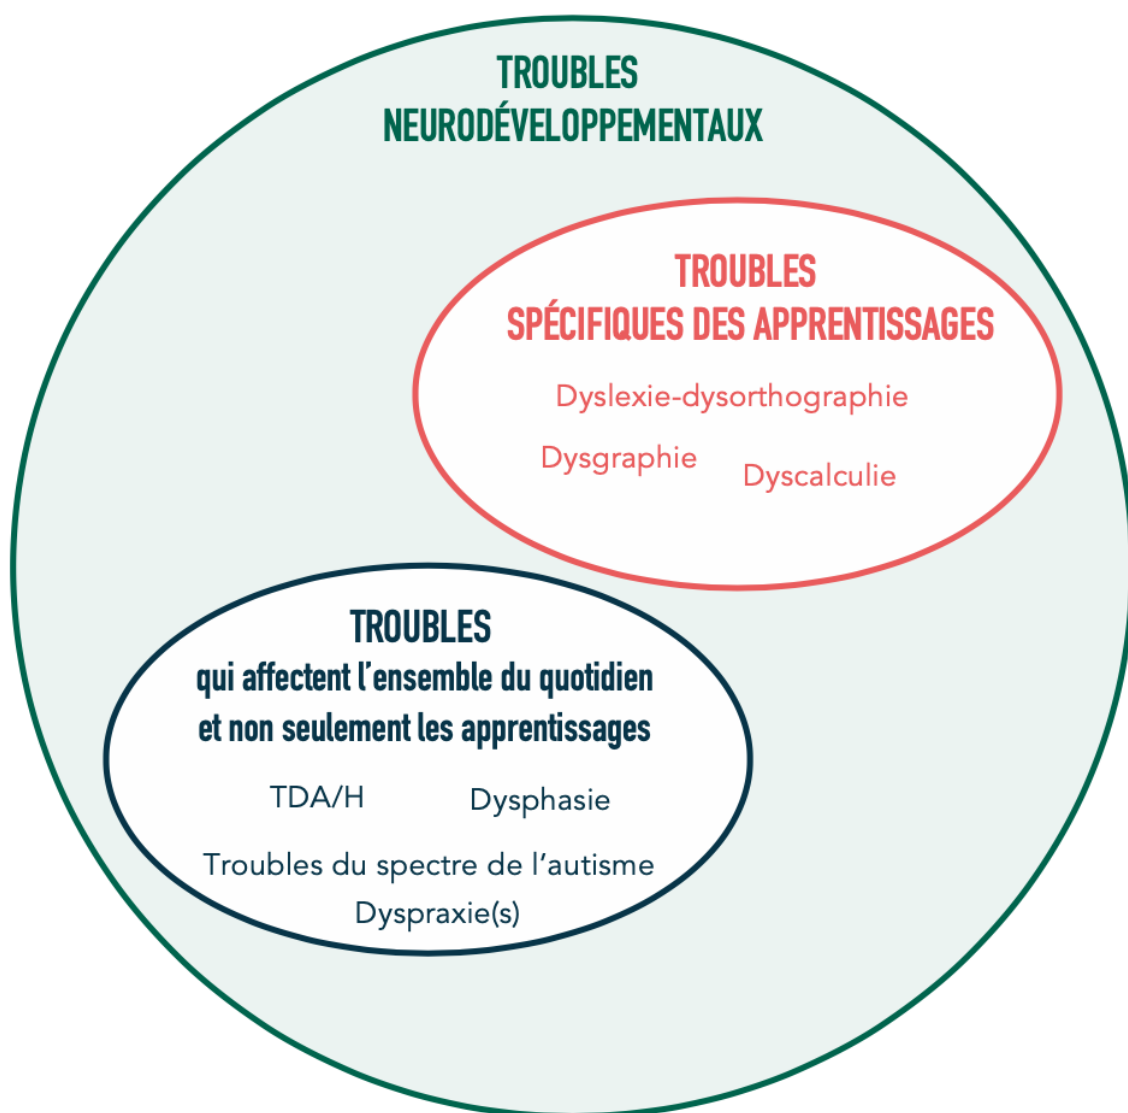 TROUBLES
NEURODÉVELOPPEMENTAUX
TROUBLES
SPÉCIFIQUES DES APPRENTISSAGES
Dyslexie-dysorthographie
Dysgraphie
Dyscalculie
TROUBLES
qui affectent l’ensemble du quotidien
et non seulement les apprentissages
TDA/H
Dysphasie
Troubles du spectre de l’autisme
Dyspraxie(s)